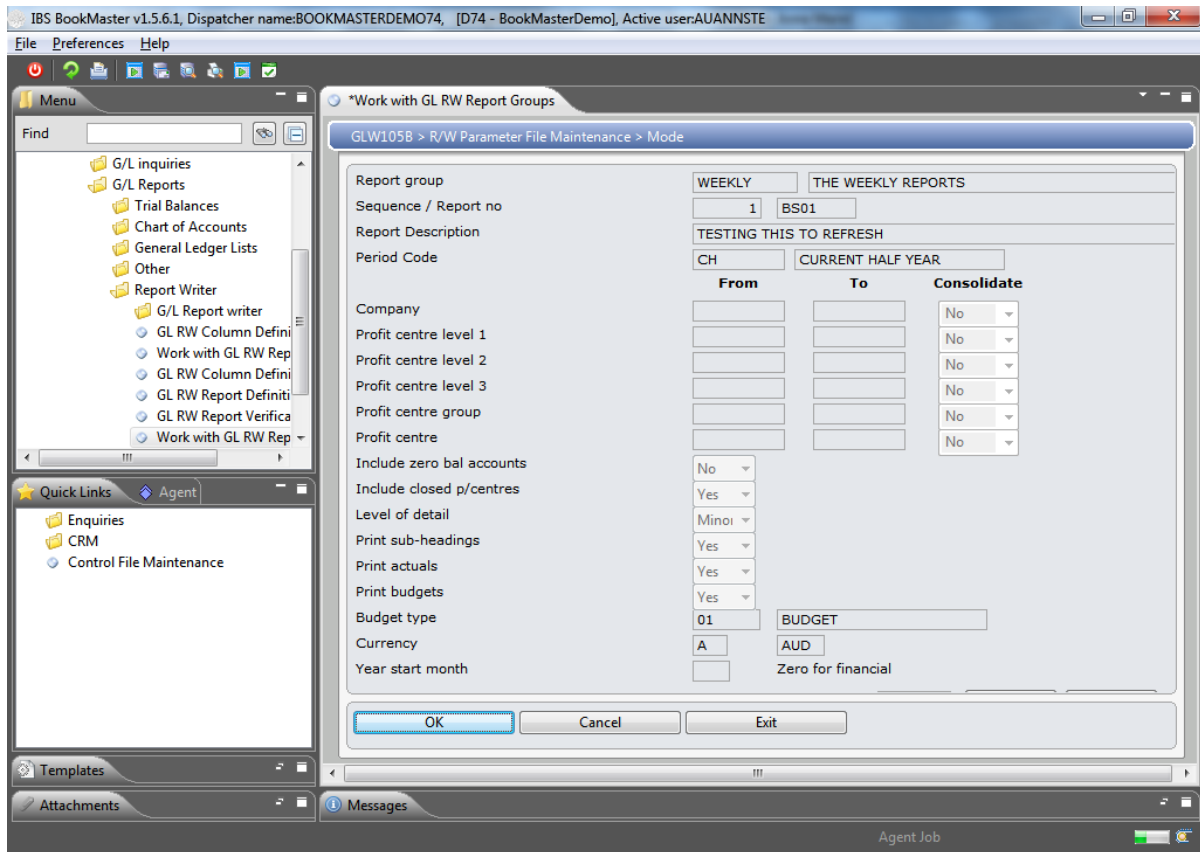 IBS BookMaster v1.5.6.1, Dispatcher name:BOOKMASTERDEMO74, [D74 - BookMasterDemo], Active user:AUANNSTE
File Preferences Help
Menu
Find
G/L inquiries
G/L Reports
Trial Balances
Chart of Accounts
General Ledger Lists
Other
Report Writer
G/L Report writer
GL RW Column Defini
Work with GL RW Rep
GL RW Column Defini
GL RW Report Definiti
GL RW Report Verifica
Work with GL RW Rep
Quick Links Agent
Enquiries
CRM
Control File Maintenance
Templates
Attachments
*Work with GL RW Report Groups
GLW105B > R/W Parameter File Maintenance > Mode
Report group WEEKLY THE WEEKLY REPORTS
Sequence / Report no 1 BS01
Report Description TESTING THIS TO REFRESH
Period Code CH CURRENT HALF YEAR
From To Consolidate
Company No
Profit centre level 1 No
Profit centre level 2 No
Profit centre level 3 No
Profit centre group No
Profit centre No
Include zero bal accounts No
Include closed p/centres Yes
Level of detail Minor
Print sub-headings Yes
Print actuals Yes
Print budgets Yes
Budget type 01 BUDGET
Currency A AUD
Year start month Zero for financial
OK Cancel Exit
Messages
Agent Job